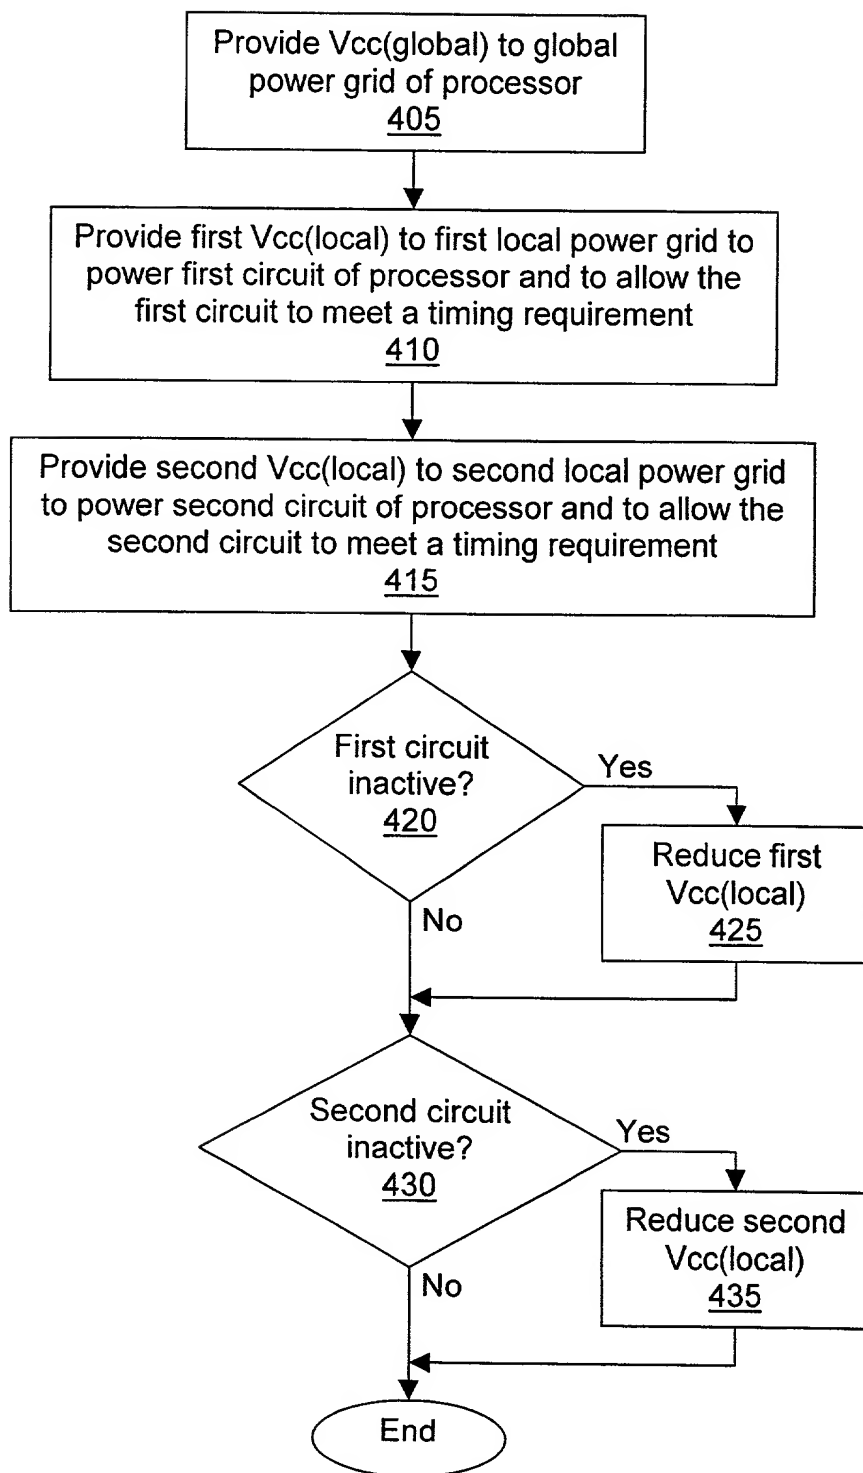 Provide Vcc(global) to global
power grid of processor
405
Provide first Vcc(local) to first local power grid to
power first circuit of processor and to allow the
first circuit to meet a timing requirement
410
Provide second Vcc(local) to second local power grid
to power second circuit of processor and to allow the
second circuit to meet a timing requirement
415
First circuit
inactive?
420
Yes
Reduce first
Vcc(local)
425
No
Second circuit
inactive?
430
Yes
Reduce second
Vcc(local)
435
No
End